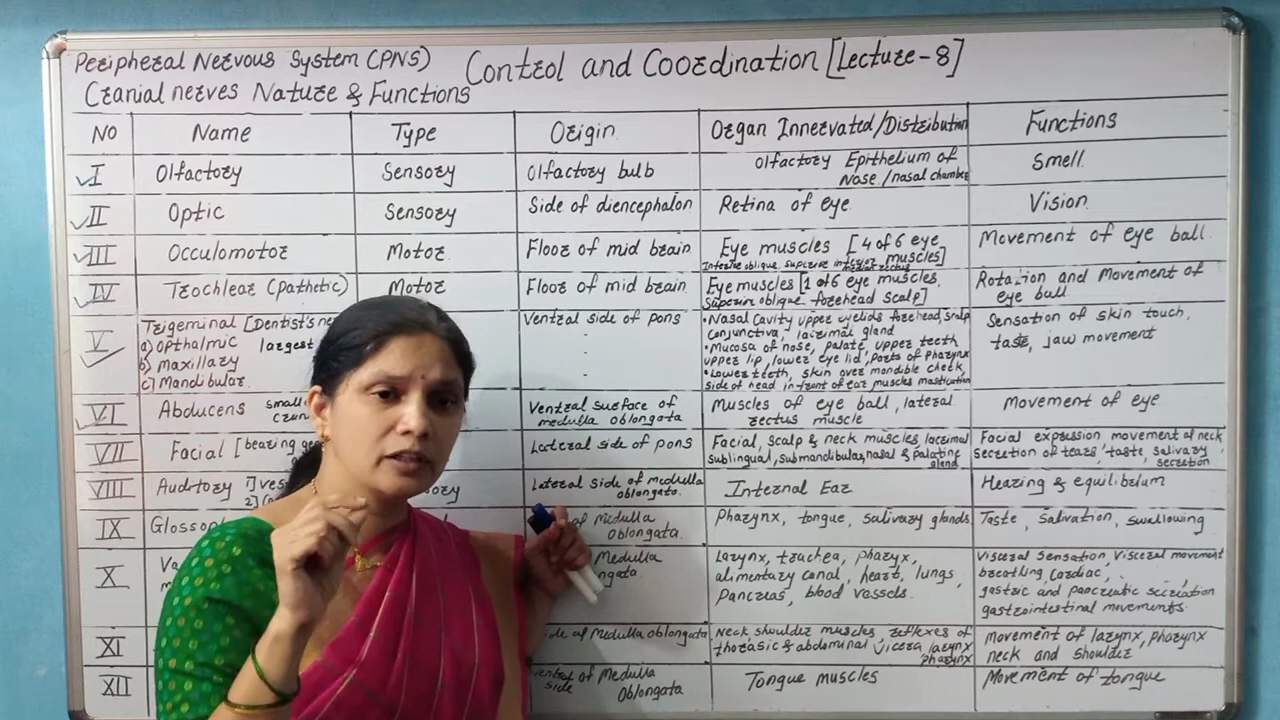 Peripheral Nervous System (PNS) Control and Coordination [Lecture-8]
Cranial nerves Nature & Functions
NO Name Type Origin Organ Innervated/Distribution Functions
I Olfactory Sensory Olfactory bulb Olfactory Epithelium of Nose/nasal chamber Smell
II Optic Sensory Side of diencephalon Retina of eye Vision
III Occulomotor Motor Floor of mid brain Eye muscles [4 of 6 eye muscles] Movement of eye ball
IV Trochlear (Pathetic) Motor Floor of mid brain Eye muscles [1 of 6 eye muscles, Superior oblique forehead scalp] Rotation and Movement of eye ball
V Trigeminal [Dentist's largest Ventral side of pons Sensation of skin touch, taste, jaw movement
a) opthalmic
b) Maxillary
c) Mandibular
• Nasal Cavity upper eyelids forehead, scalp
conjunctiva, lacrimal gland
• Mucosa of nose, palate, upper teeth
upper lip, lower eye lid, parts of pharynx
• Lower teeth, skin over mandible cheek,
side of head in front of ear muscles mastication
VI Abducens Ventral surface of medulla oblongata Muscles of eye ball, lateral rectus muscle Movement of eye
VII Facial Lateral side of pons Facial, scalp & neck muscles, lacrimal sublingual, submandibular, nasal & palatine gland Facial expression movement of neck secretion of tears, taste, salivary secretion
VIII Auditory Lateral side of medulla oblongata. Internal Ear Hearing & equilibrium
IX of medulla oblongata. Pharynx, tongue, salivary glands Taste, Salivation, swallowing
X Medulla Larynx, trachea, pharyx, alimentary canal, heart, lungs, Pancreas, blood vessels. Visceral sensation, Visceral movement breathing, cardiac, gastric and pancreatic secreation gastrointestinal movements.
XI side of Medulla oblongata Neck shoulder muscles, reflexes of thorasic & abdominal vicera larynx pharynx Movement of larynx, pharynx neck and shoulder
XII side of Medulla Oblongata Tongue muscles Movement of tongue